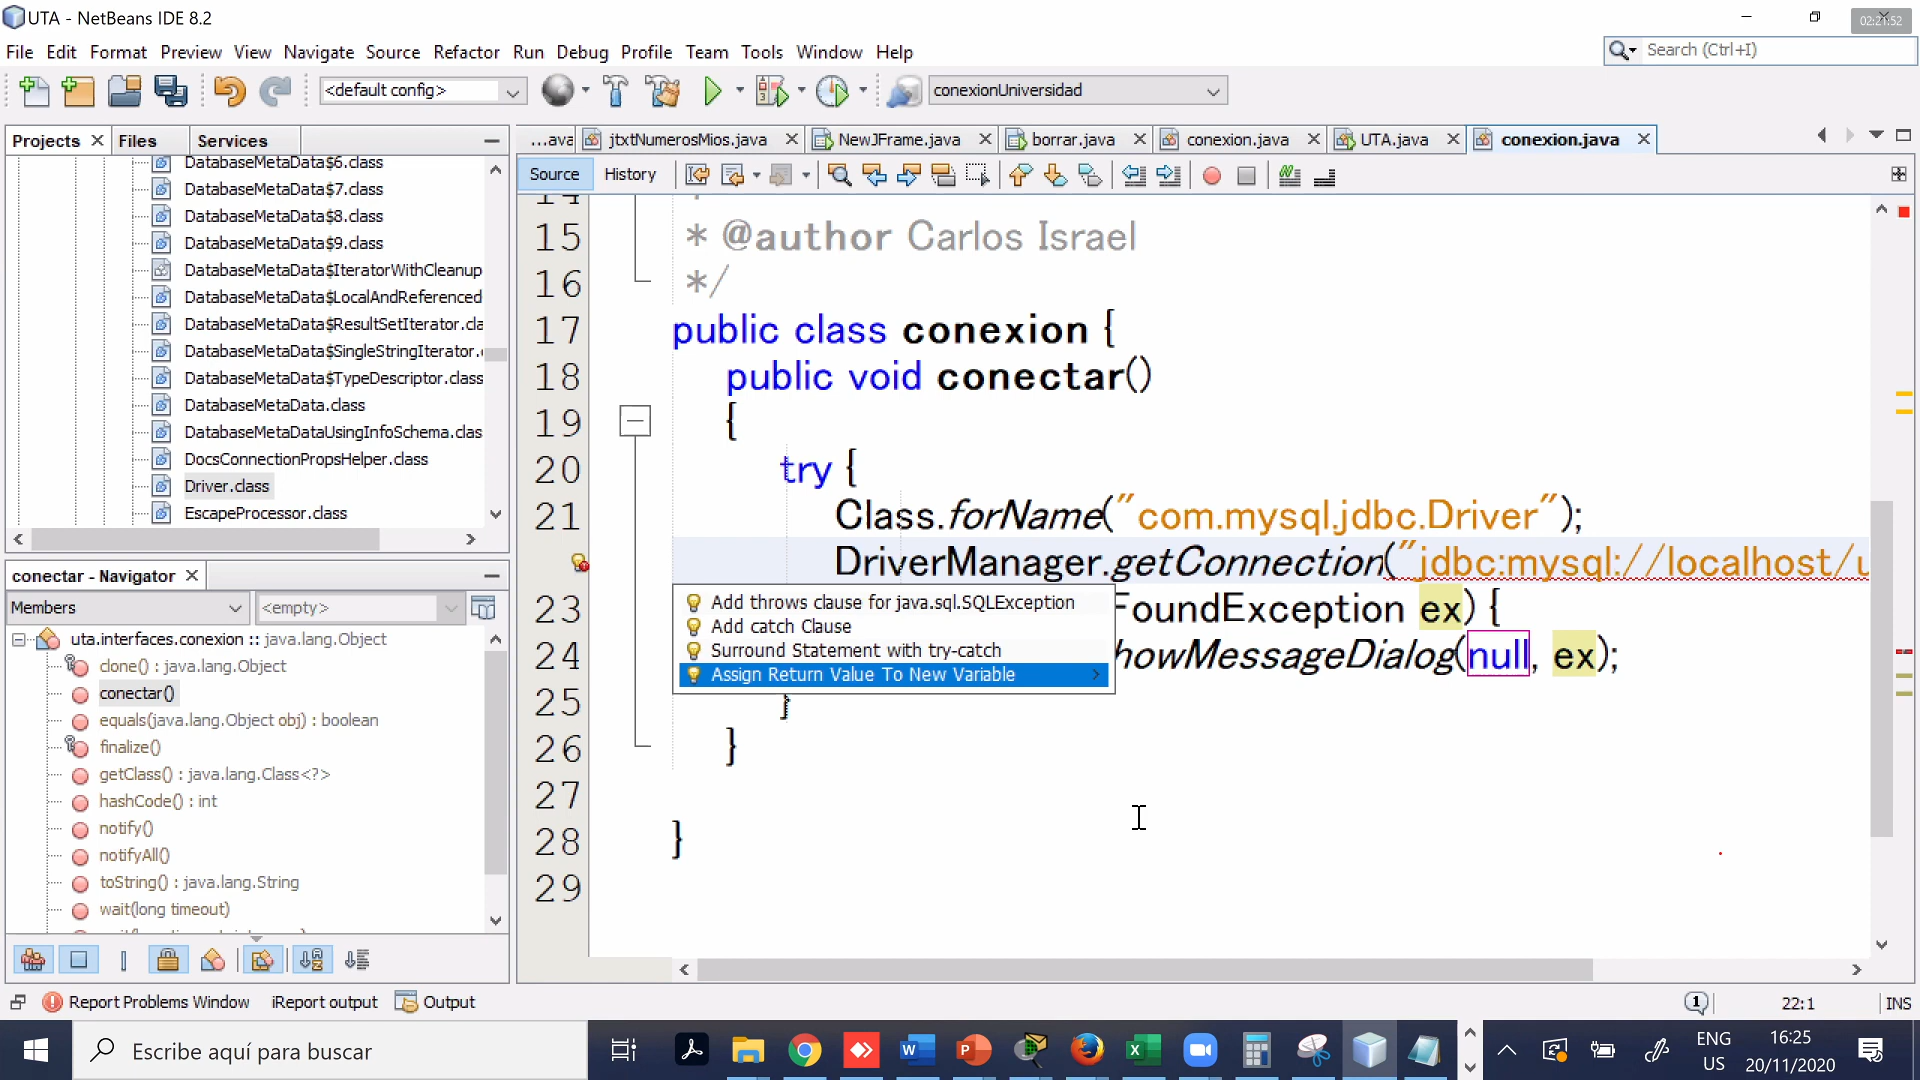 UTA - NetBeans IDE 8.2
02:21:52
File Edit Format Preview View Navigate Source Refactor Run Debug Profile Team Tools Window Help
Search (Ctrl+I)
<default config>
conexionUniversidad
Projects Files Services
...ava jtxtNumerosMios.java NewJFrame.java borrar.java conexion.java UTA.java conexion.java
Source History
DatabaseMetaData$6.class
DatabaseMetaData$7.class
DatabaseMetaData$8.class
DatabaseMetaData$9.class
DatabaseMetaData$IteratorWithCleanup
DatabaseMetaData$LocalAndReferenced
DatabaseMetaData$ResultSetIterator.cla
DatabaseMetaData$SingleStringIterator.
DatabaseMetaData$TypeDescriptor.class
DatabaseMetaData.class
DatabaseMetaDataUsingInfoSchema.clas
DocsConnectionPropsHelper.class
Driver.class
EscapeProcessor.class
conectar - Navigator
Members
<empty>
uta.interfaces.conexion :: java.lang.Object
clone() : java.lang.Object
conectar()
equals(java.lang.Object obj) : boolean
finalize()
getClass() : java.lang.Class<?>
hashCode() : int
notify()
notifyAll()
toString() : java.lang.String
wait(long timeout)
14
15 * @author Carlos Israel
16 */
17 public class conexion {
18 public void conectar()
19 {
20 try {
21 Class.forName("com.mysql.jdbc.Driver");
DriverManager.getConnection("jdbc:mysql://localhost/u
23 FoundException ex) {
24 howMessageDialog(null, ex);
25 }
26 }
27
28 }
29
Add throws clause for java.sql.SQLException
Add catch Clause
Surround Statement with try-catch
Assign Return Value To New Variable
Report Problems Window iReport output Output
1
22:1
INS
Escribe aquí para buscar
ENG
US
16:25
20/11/2020